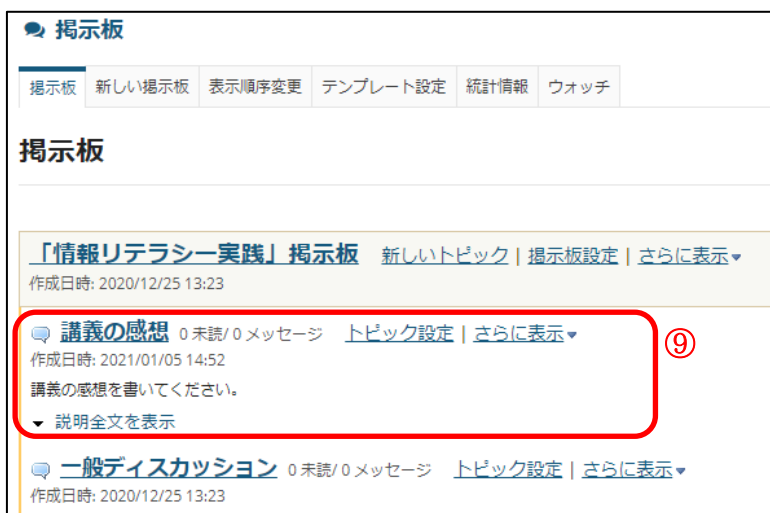 掲示板
掲示板 新しい掲示板 表示順序変更 テンプレート設定 統計情報 ウォッチ
掲示板
「情報リテラシー実践」掲示板 新しいトピック | 掲示板設定 | さらに表示
作成日時: 2020/12/25 13:23
講義の感想 0 未読/ 0 メッセージ トピック設定 | さらに表示
⑨
作成日時: 2021/01/05 14:52
講義の感想を書いてください。
説明全文を表示
一般ディスカッション 0 未読/ 0 メッセージ トピック設定 | さらに表示
作成日時: 2020/12/25 13:23